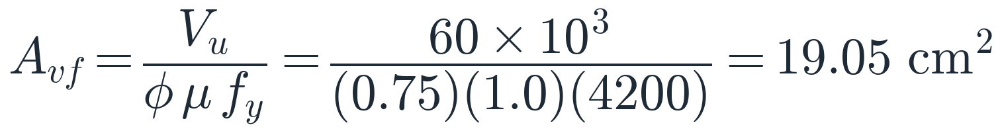 A_{vf} = \frac{V_u}{\phi \, \mu \, f_y} = \frac{60 \times 10^3}{(0.75)(1.0)(4200)} = 19.05 \text{ cm}^2